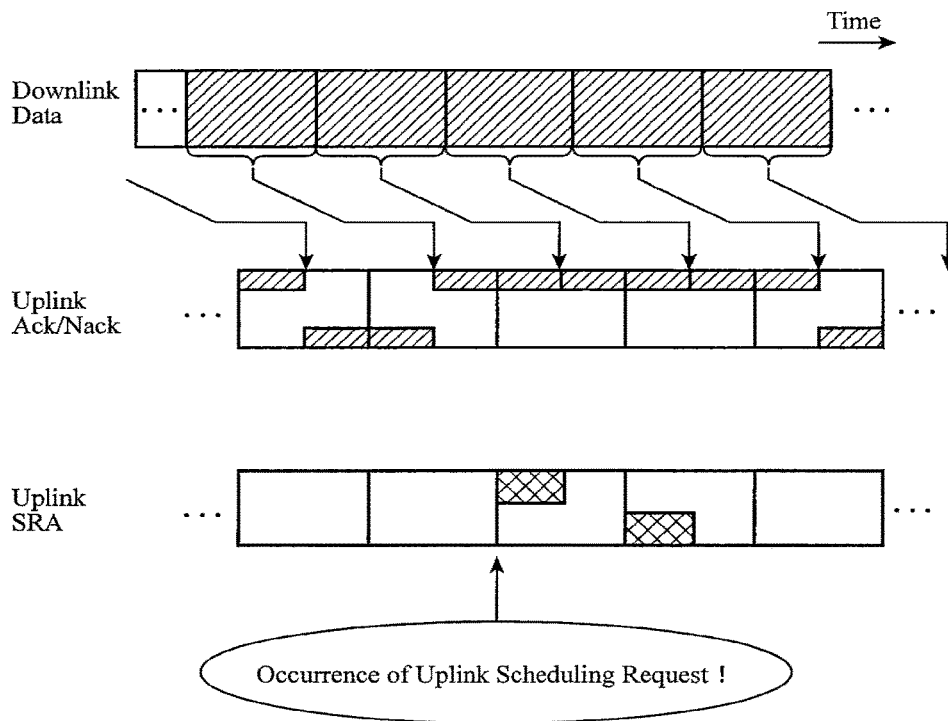 Time
Downlink
Data
...
...
Uplink
Ack/Nack
...
...
Uplink
SRA
...
...
Occurrence of Uplink Scheduling Request !